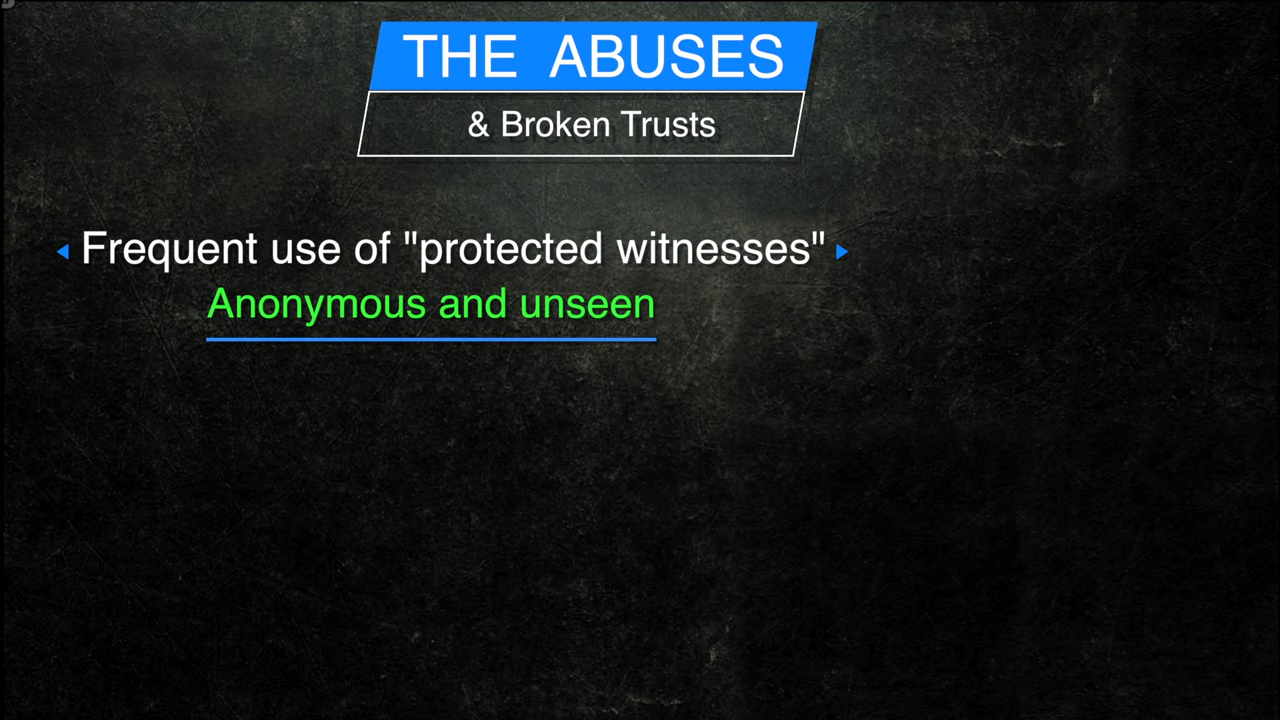 THE ABUSES
& Broken Trusts
Frequent use of "protected witnesses"
Anonymous and unseen